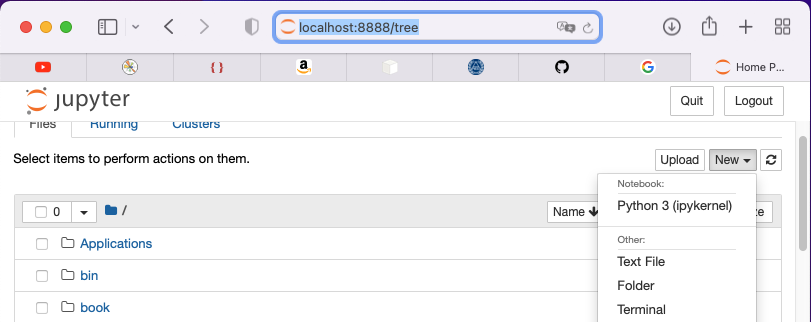 localhost:8888/tree
Home P...
jupyter
Quit
Logout
Files
Running
Clusters
Select items to perform actions on them.
Upload
New
Notebook:
Python 3 (ipykernel)
Other:
Text File
Folder
Terminal
0
/
Name
ze
Applications
bin
book